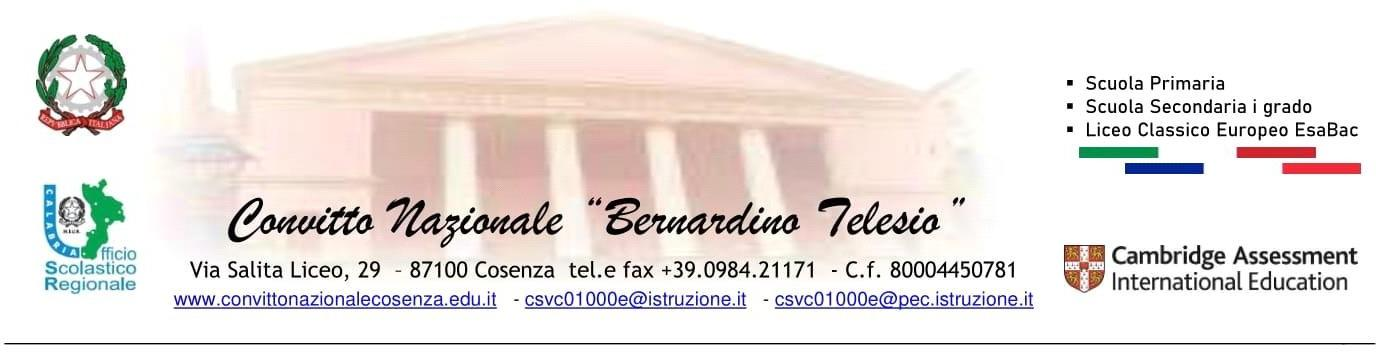 REPVBBLICA ITALIANA
CALABRIA
M.I.U.R.
Ufficio
Scolastico
Regionale
Convitto Nazionale “Bernardino Telesio”
Via Salita Liceo, 29 – 87100 Cosenza tel.e fax +39.0984.21171 - C.f. 80004450781
www.convittonazionalecosenza.edu.it - csvc01000e@istruzione.it - csvc01000e@pec.istruzione.it
▪ Scuola Primaria
▪ Scuola Secondaria i grado
▪ Liceo Classico Europeo EsaBac
Cambridge Assessment
International Education